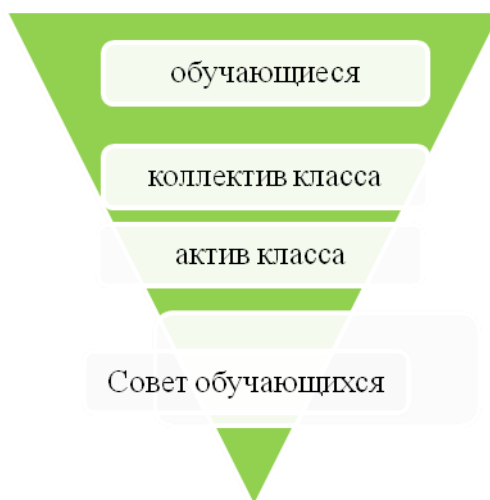 обучающиеся
коллектив класса
актив класса
Совет обучающихся